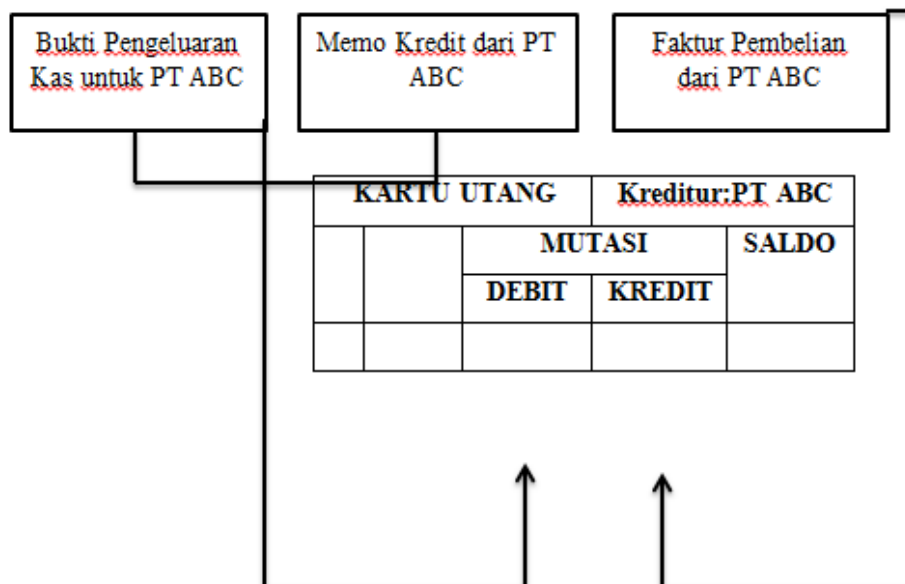 Bukti Pengeluaran
Kas untuk PT ABC
Memo Kredit dari PT
ABC
Faktur Pembelian
dari PT ABC
KARTU UTANG
Kreditur:PT ABC
MUTASI
SALDO
DEBIT
KREDIT